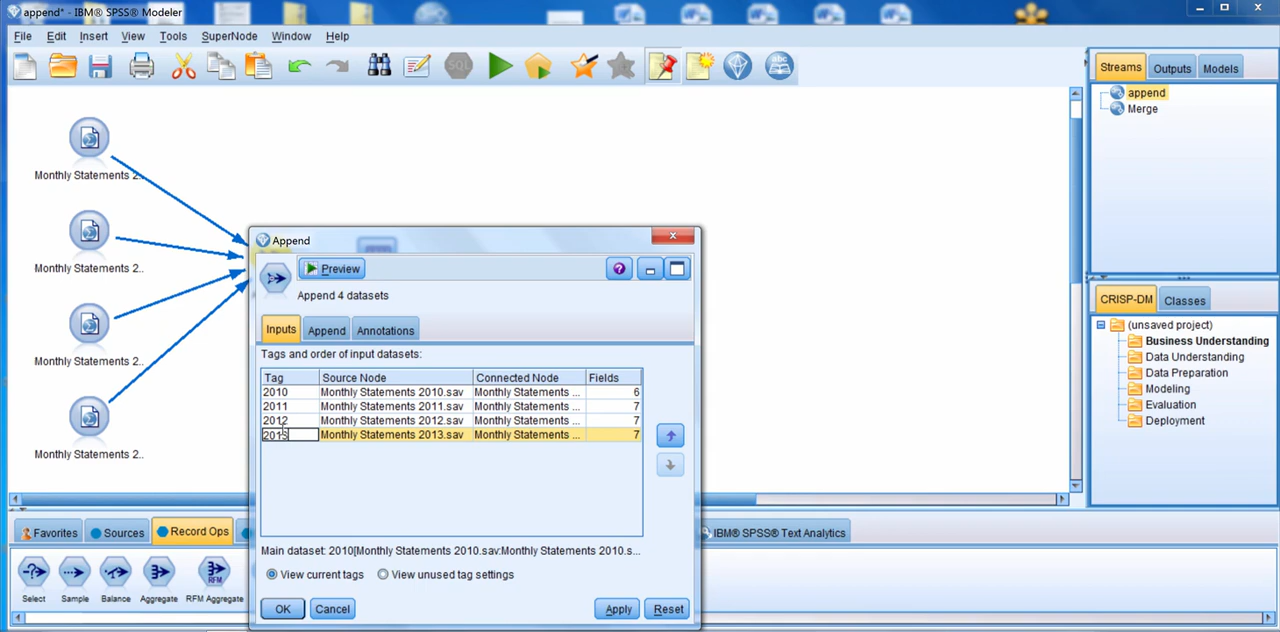 append* - IBM® SPSS® Modeler
File Edit Insert View Tools SuperNode Window Help
SQL
abc
Streams Outputs Models
append
Merge
Monthly Statements 2...
Monthly Statements 2..
Monthly Statements 2..
Monthly Statements 2..
Append
Preview
Append 4 datasets
Inputs Append Annotations
Tags and order of input datasets:
Tag Source Node Connected Node Fields
2010 Monthly Statements 2010.sav Monthly Statements ... 6
2011 Monthly Statements 2011.sav Monthly Statements ... 7
2012 Monthly Statements 2012.sav Monthly Statements ... 7
2013 Monthly Statements 2013.sav Monthly Statements ... 7
Main dataset: 2010[Monthly Statements 2010.sav:Monthly Statements 2010.s...
View current tags View unused tag settings
OK Cancel Apply Reset
CRISP-DM Classes
(unsaved project)
Business Understanding
Data Understanding
Data Preparation
Modeling
Evaluation
Deployment
Favorites Sources Record Ops IBM® SPSS® Text Analytics
RFM
Select Sample Balance Aggregate RFM Aggregate